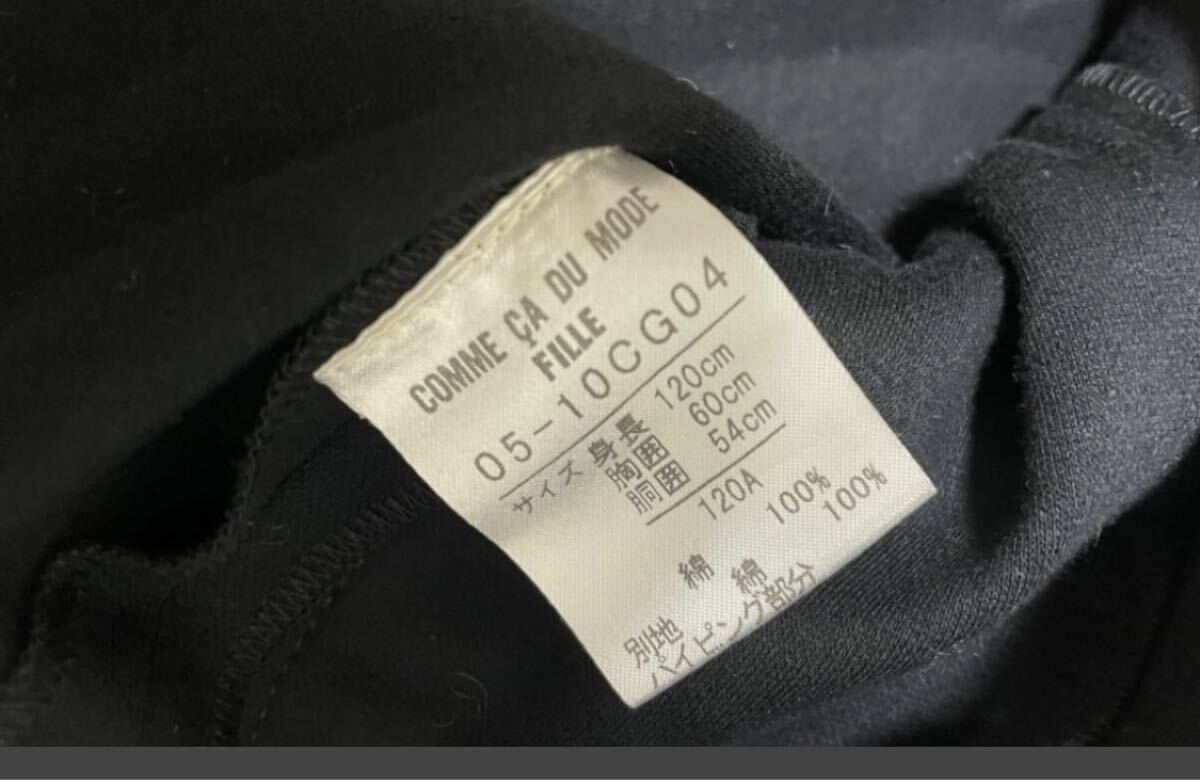 COMME ÇA DU MODE
FILLE
05-10CG04
サイズ 身長 120cm
胸囲 60cm
胴囲 54cm
120A
綿 100%
別地 綿 100%
パイピング部分